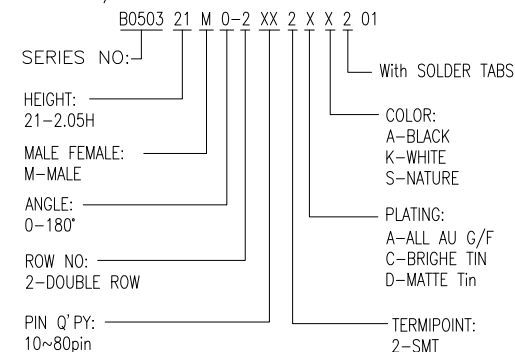 B0503 21 M 0-2 XX 2 X X 2 01
SERIES NO:
HEIGHT:
21-2.05H
MALE FEMALE:
M-MALE
ANGLE:
0-180°
ROW NO:
2-DOUBLE ROW
PIN Q'PY:
10~80pin
With SOLDER TABS
COLOR:
A-BLACK
K-WHITE
S-NATURE
PLATING:
A-ALL AU G/F
C-BRIGHE TIN
D-MATTE Tin
TERMIPOINT:
2-SMT